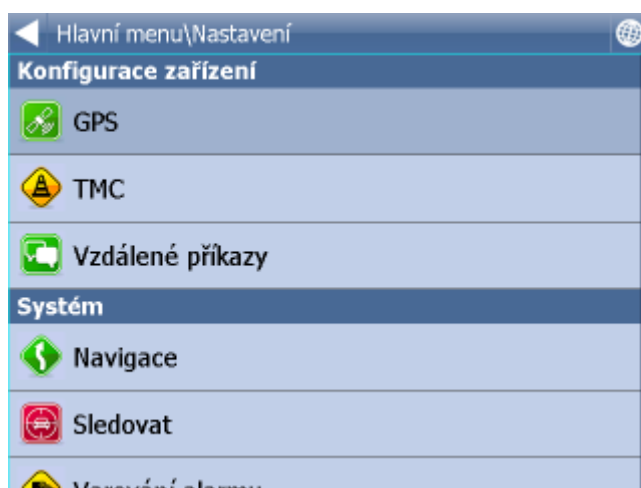 Hlavní menu\Nastavení
Konfigurace zařízení
GPS
TMC
Vzdálené příkazy
Systém
Navigace
Sledovat